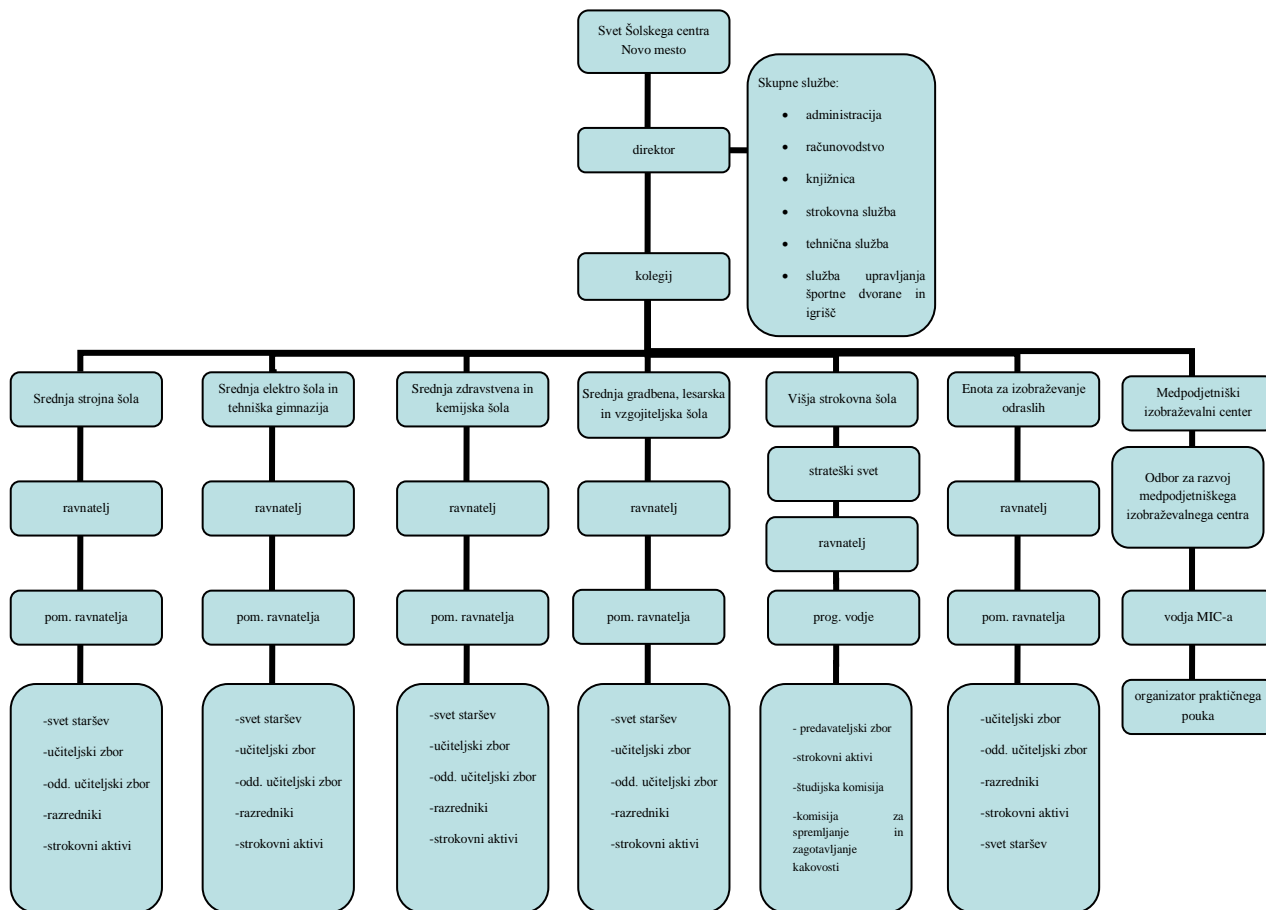 Svet Šolskega centra
Novo mesto
Skupne službe:
• administracija
direktor
• računovodstvo
• knjižnica
• strokovna služba
• tehnična služba
kolegij
• služba upravljanja
športne dvorane in
igrišč
Srednja strojna šola
Srednja elektro šola in
tehniška gimnazija
Srednja zdravstvena in
kemijska šola
Srednja gradbena, lesarska
in vzgojiteljska šola
Višja strokovna šola
Enota za izobraževanje
odraslih
Medpodjetniški
izobraževalni center
strateški svet
Odbor za razvoj
medpodjetniškega
izobraževalnega centra
ravnatelj
ravnatelj
ravnatelj
ravnatelj
ravnatelj
ravnatelj
pom. ravnatelja
pom. ravnatelja
pom. ravnatelja
pom. ravnatelja
prog. vodje
pom. ravnatelja
vodja MIC-a
-svet staršev
-učiteljski zbor
-odd. učiteljski zbor
-razredniki
-strokovni aktivi
-svet staršev
-učiteljski zbor
-odd. učiteljski zbor
-razredniki
-strokovni aktivi
-svet staršev
-učiteljski zbor
-odd. učiteljski zbor
-razredniki
-strokovni aktivi
-svet staršev
-učiteljski zbor
-odd. učiteljski zbor
-razredniki
-strokovni aktivi
- predavateljski zbor
-strokovni aktivi
-študijska komisija
-komisija za
spremljanje in
zagotavljanje
kakovosti
-učiteljski zbor
-odd. učiteljski zbor
-razredniki
-strokovni aktivi
-svet staršev
organizator praktičnega
pouka